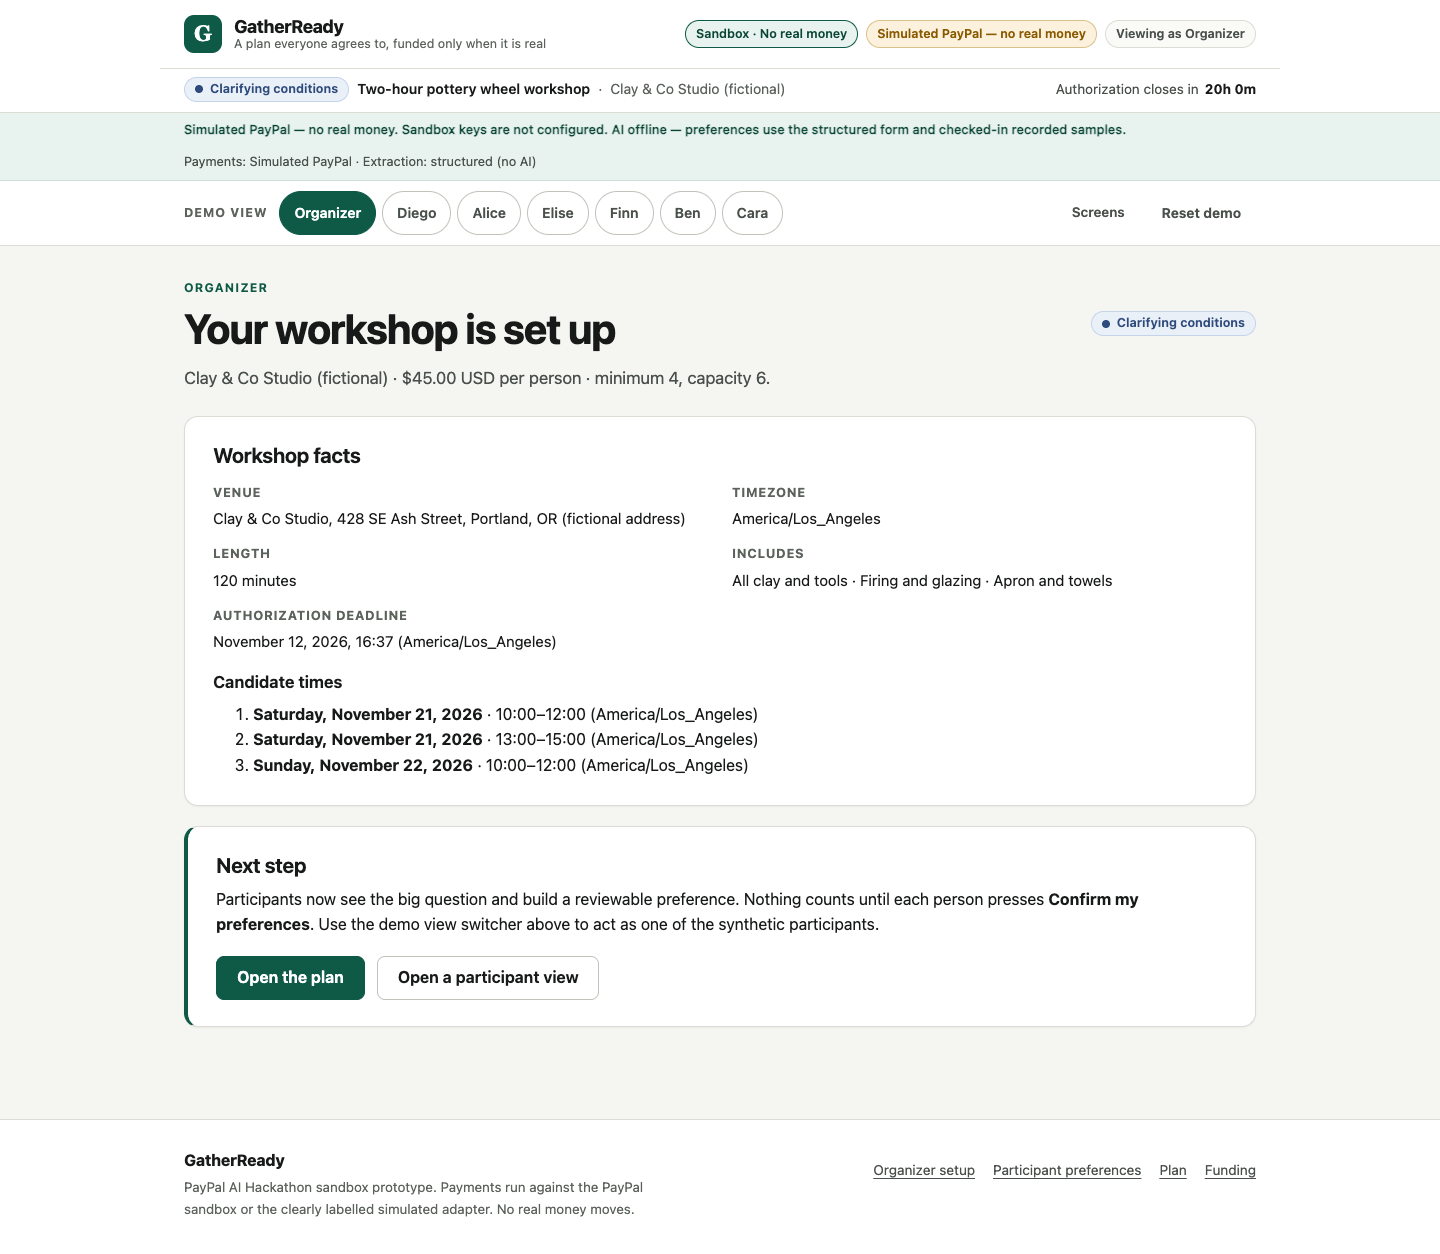 G
GatherReady
A plan everyone agrees to, funded only when it is real
Sandbox · No real money
Simulated PayPal — no real money
Viewing as Organizer
Clarifying conditions
Two-hour pottery wheel workshop · Clay & Co Studio (fictional)
Authorization closes in 20h 0m
Simulated PayPal — no real money. Sandbox keys are not configured. AI offline — preferences use the structured form and checked-in recorded samples.
Payments: Simulated PayPal · Extraction: structured (no AI)
DEMO VIEW
Organizer
Diego
Alice
Elise
Finn
Ben
Cara
Screens
Reset demo
ORGANIZER
Your workshop is set up
Clarifying conditions
Clay & Co Studio (fictional) · $45.00 USD per person · minimum 4, capacity 6.
Workshop facts
VENUE
Clay & Co Studio, 428 SE Ash Street, Portland, OR (fictional address)
TIMEZONE
America/Los_Angeles
LENGTH
120 minutes
INCLUDES
All clay and tools · Firing and glazing · Apron and towels
AUTHORIZATION DEADLINE
November 12, 2026, 16:37 (America/Los_Angeles)
Candidate times
1. Saturday, November 21, 2026 · 10:00–12:00 (America/Los_Angeles)
2. Saturday, November 21, 2026 · 13:00–15:00 (America/Los_Angeles)
3. Sunday, November 22, 2026 · 10:00–12:00 (America/Los_Angeles)
Next step
Participants now see the big question and build a reviewable preference. Nothing counts until each person presses Confirm my
preferences. Use the demo view switcher above to act as one of the synthetic participants.
Open the plan
Open a participant view
GatherReady
PayPal AI Hackathon sandbox prototype. Payments run against the PayPal
sandbox or the clearly labelled simulated adapter. No real money moves.
Organizer setup
Participant preferences
Plan
Funding